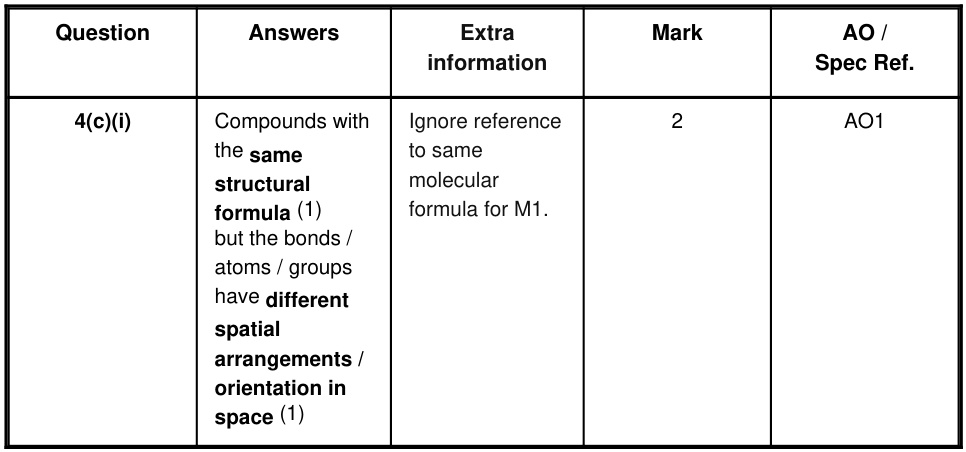 Question Answers Extra Mark AO /
information Spec Ref.
4(c)(i) Compounds with Ignore reference 2 AO1
the same to same
structural molecular
formula (1) formula for M1.
but the bonds /
atoms / groups
have different
spatial
arrangements /
orientation in
space (1)